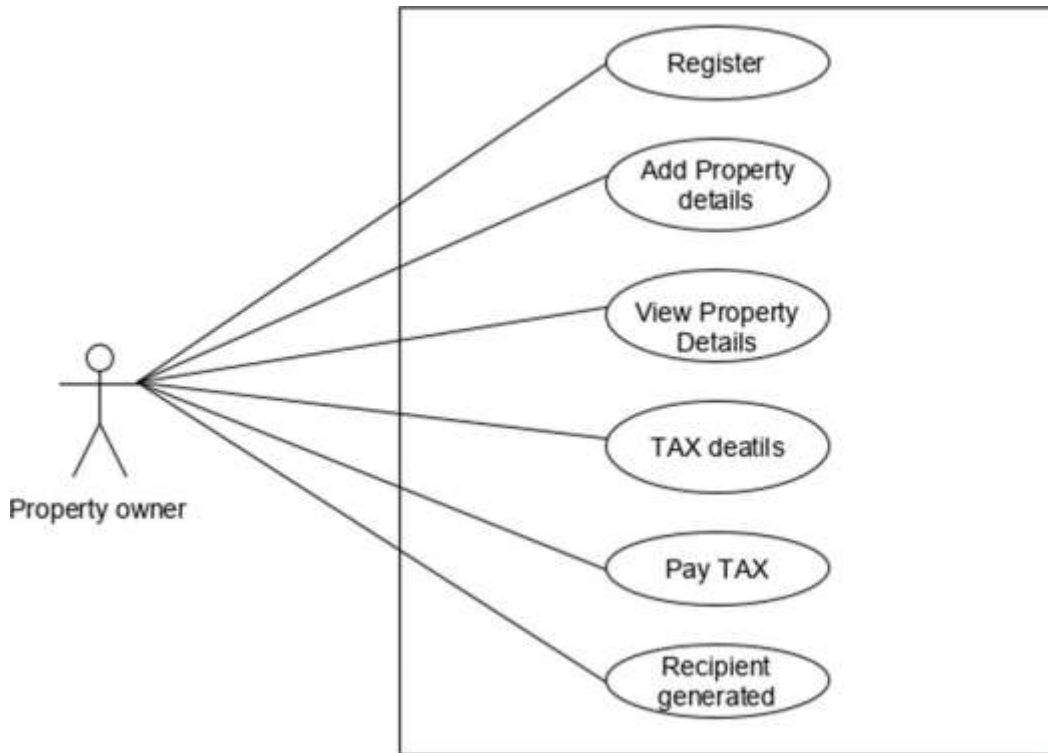 Register
Add Property
details
View Property
Details
TAX deatils
Property owner
Pay TAX
Recipient
generated